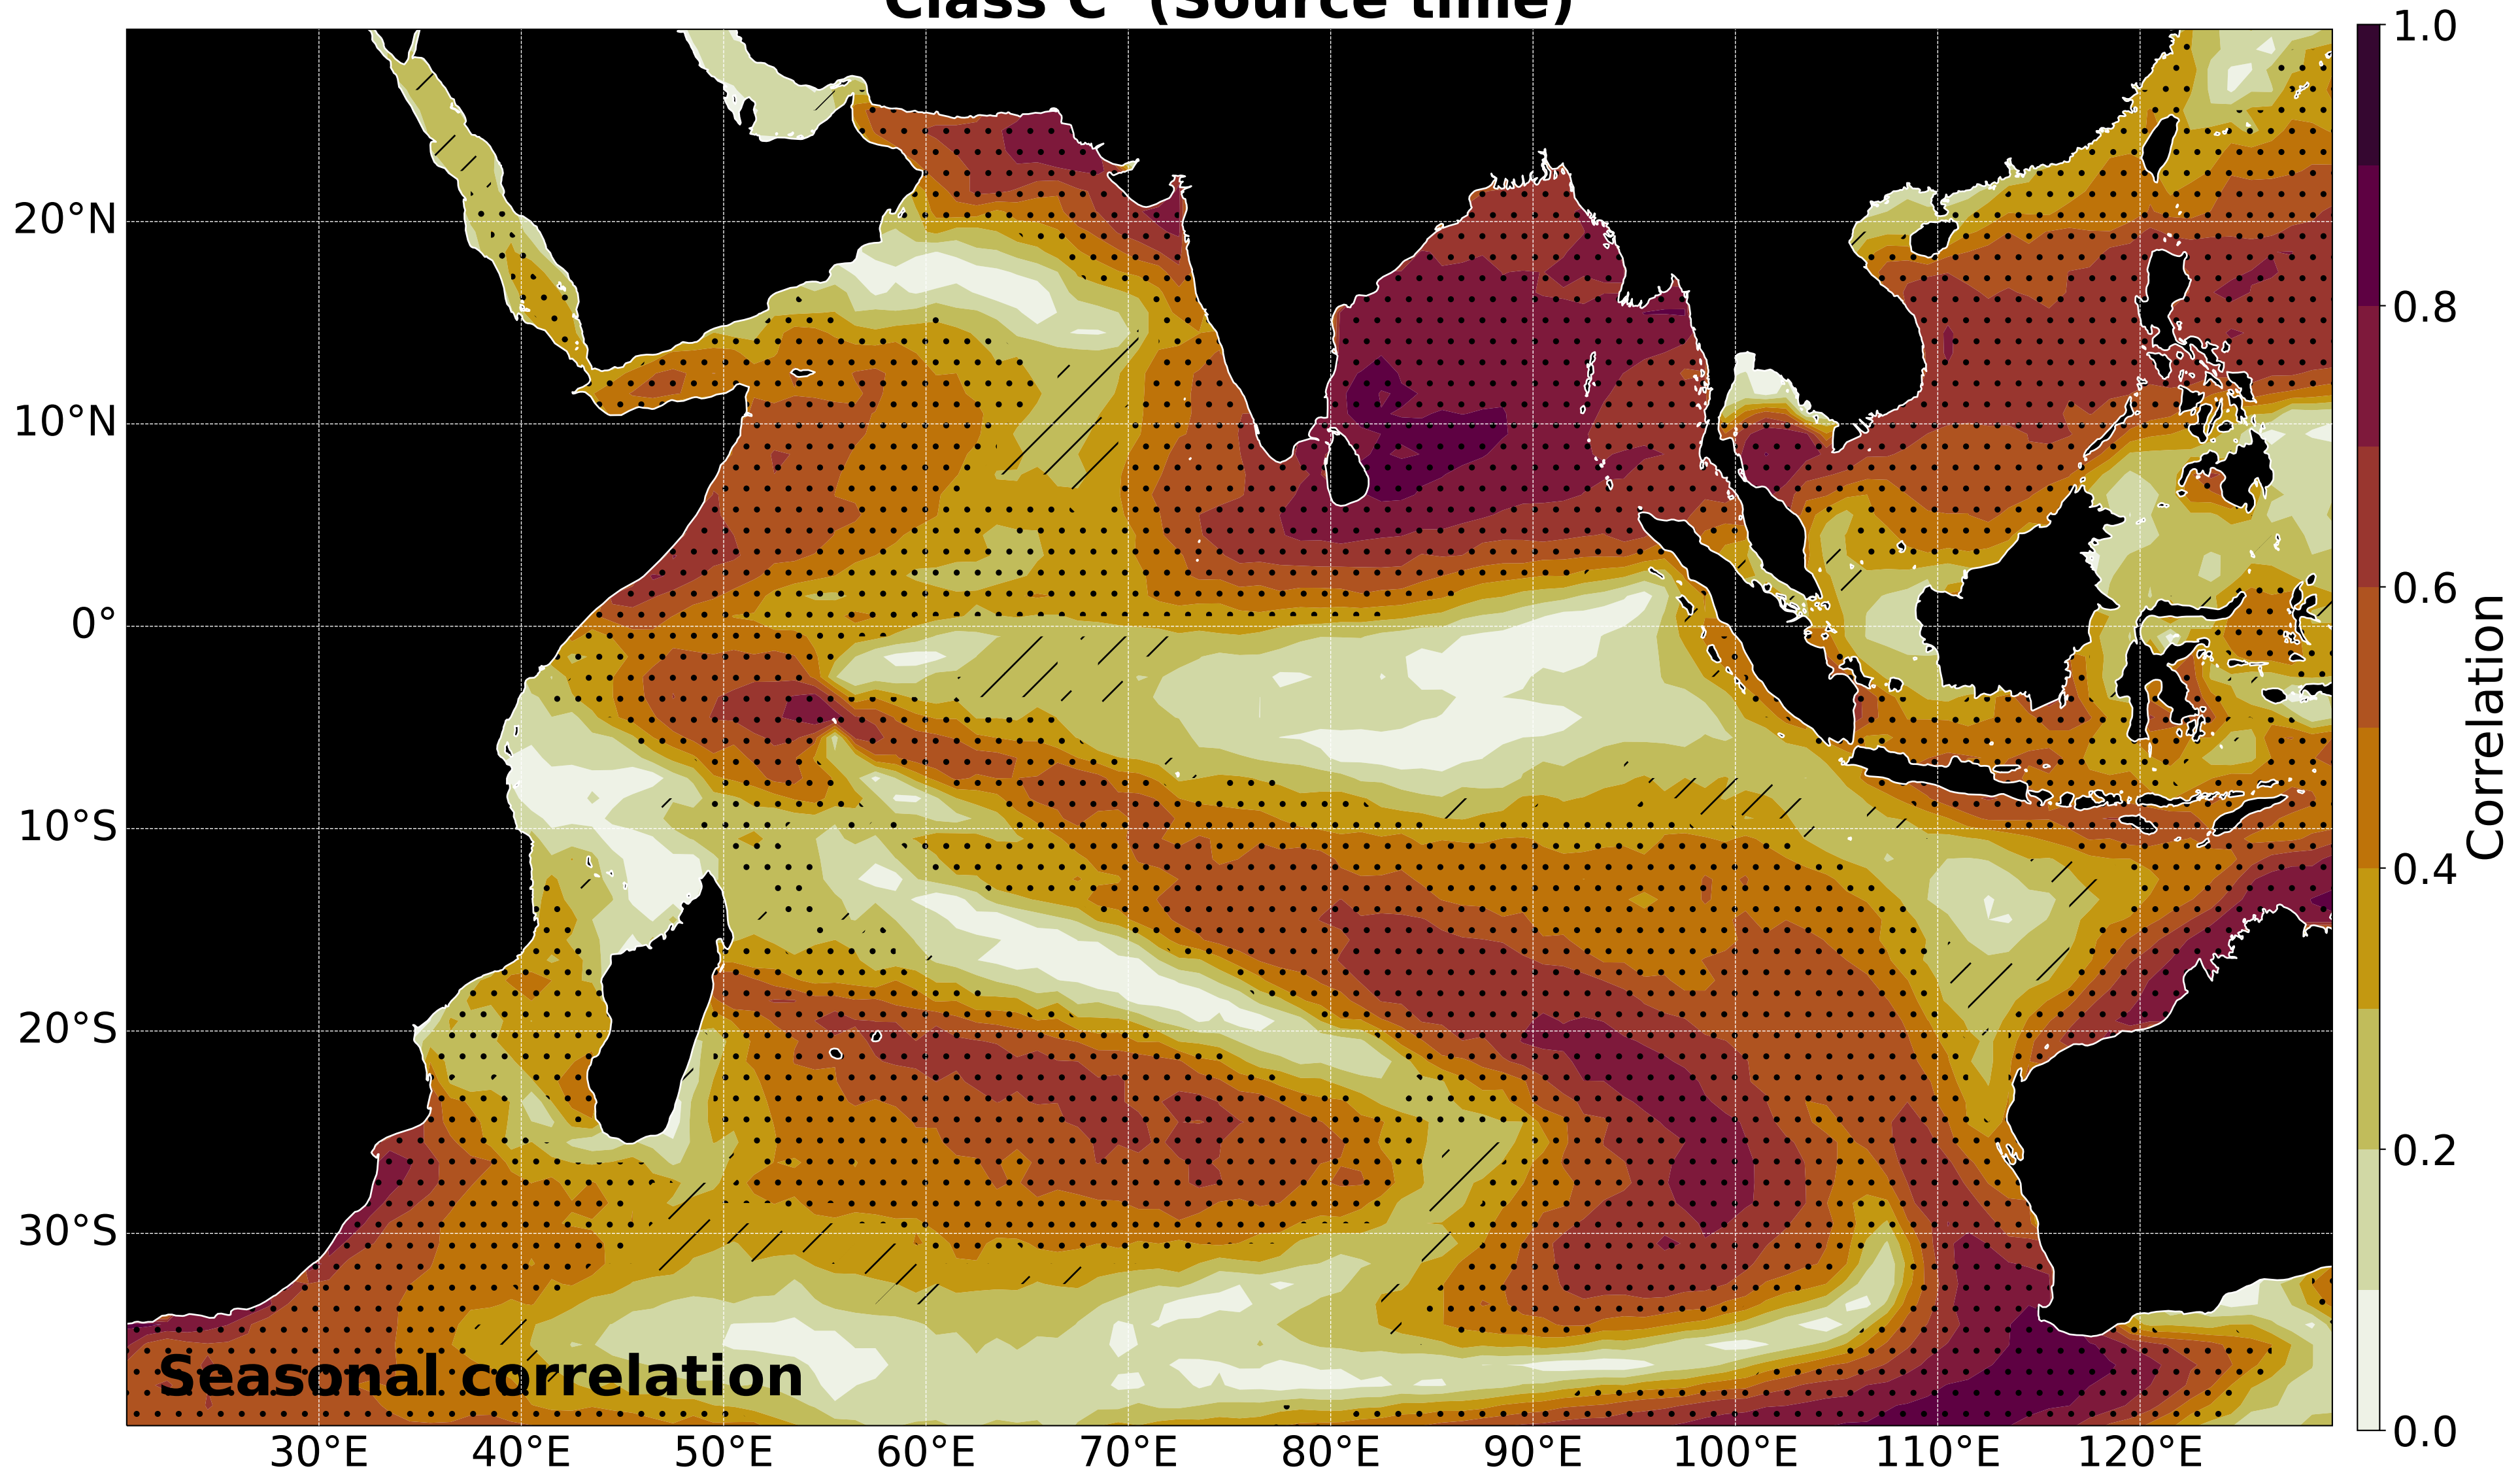 Class C (Source time)
1.0
20°N
0.8
10°N
0.6
0°
Correlation
0.4
10°S
20°S
0.2
30°S
Seasonal correlation
0.0
30°E 40°E 50°E 60°E 70°E 80°E 90°E 100°E 110°E 120°E